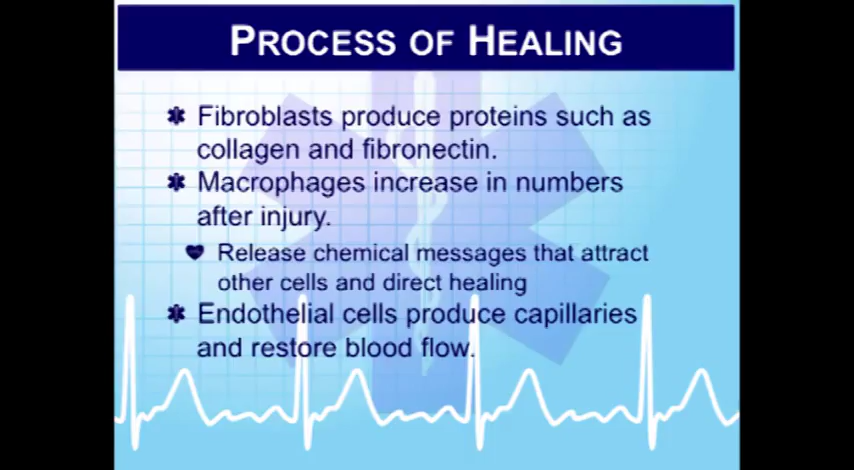 PROCESS OF HEALING
Fibroblasts produce proteins such as
collagen and fibronectin.
Macrophages increase in numbers
after injury.
Release chemical messages that attract
other cells and direct healing
Endothelial cells produce capillaries
and restore blood flow.